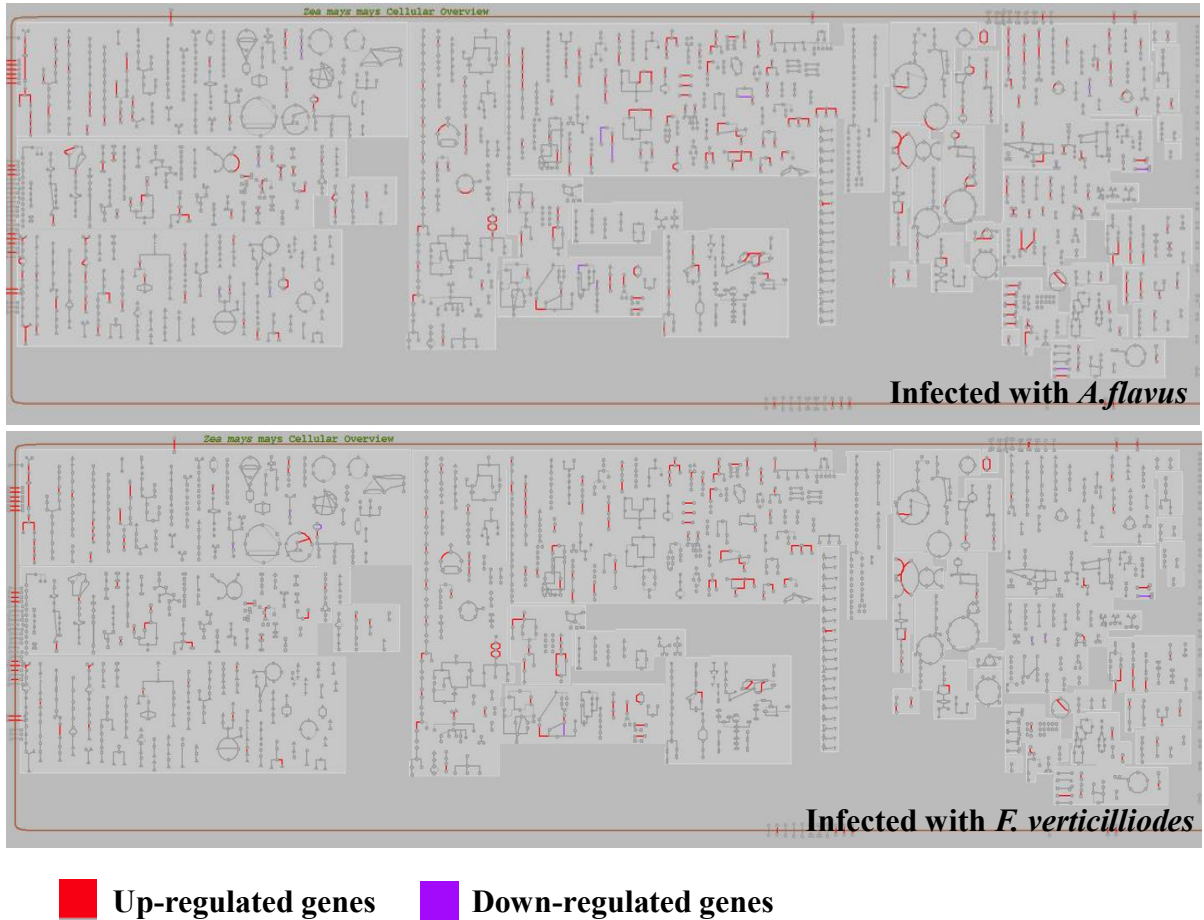 Zea mays mays Cellular Overview
Infected with A.flavus
Zea mays mays Cellular Overview
Infected with F. verticilliodes
Up-regulated genes
Down-regulated genes